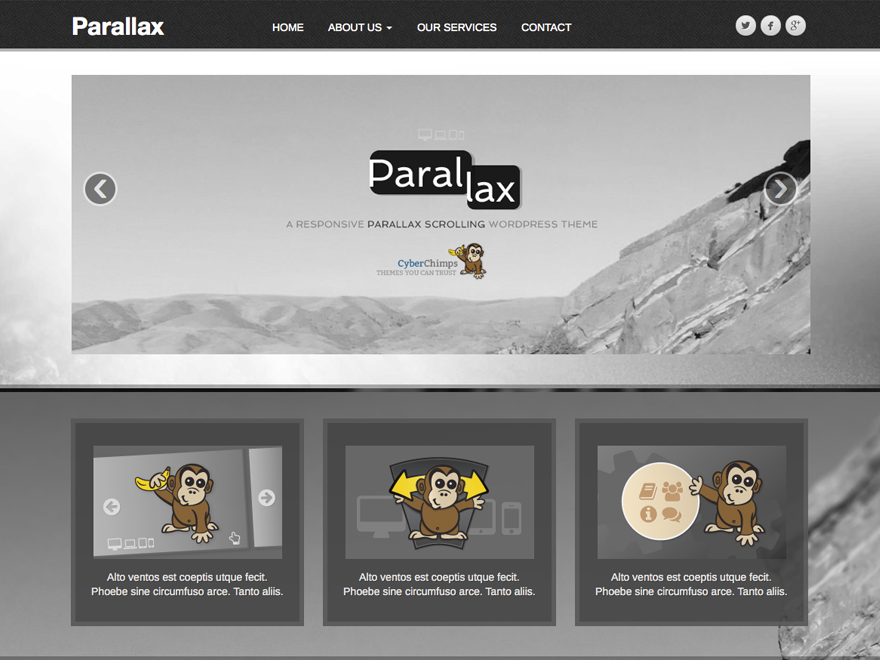 Parallax
HOME
ABOUT US
OUR SERVICES
CONTACT
g+
Parallax
A RESPONSIVE PARALLAX SCROLLING WORDPRESS THEME
CyberChimps
THEMES YOU CAN TRUST
Alto ventos est coeptis utque fecit.
Phoebe sine circumfuso arce. Tanto aliis.
Alto ventos est coeptis utque fecit.
Phoebe sine circumfuso arce. Tanto aliis.
Alto ventos est coeptis utque fecit.
Phoebe sine circumfuso arce. Tanto aliis.